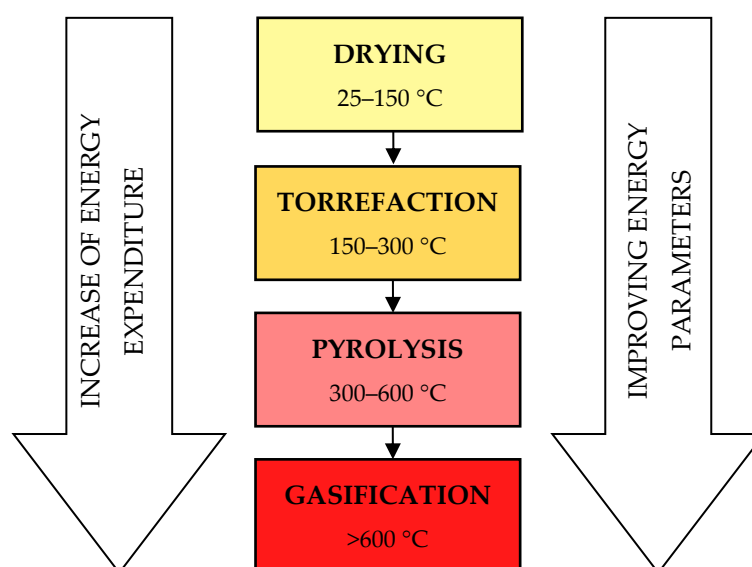 DRYING
25–150 °C
TORREFACTION
150–300 °C
PYROLYSIS
300–600 °C
GASIFICATION
>600 °C
INCREASE OF ENERGY
EXPENDITURE
IMPROVING ENERGY
PARAMETERS